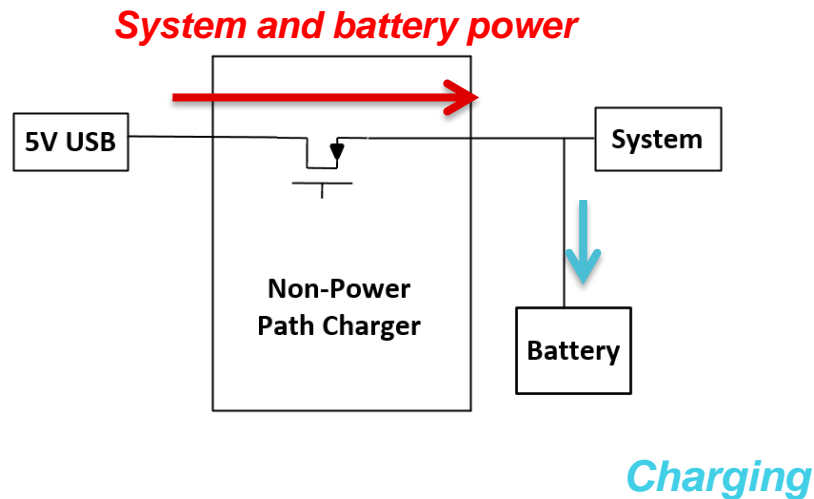 System and battery power
5V USB
System
Non-Power
Path Charger
Battery
Charging